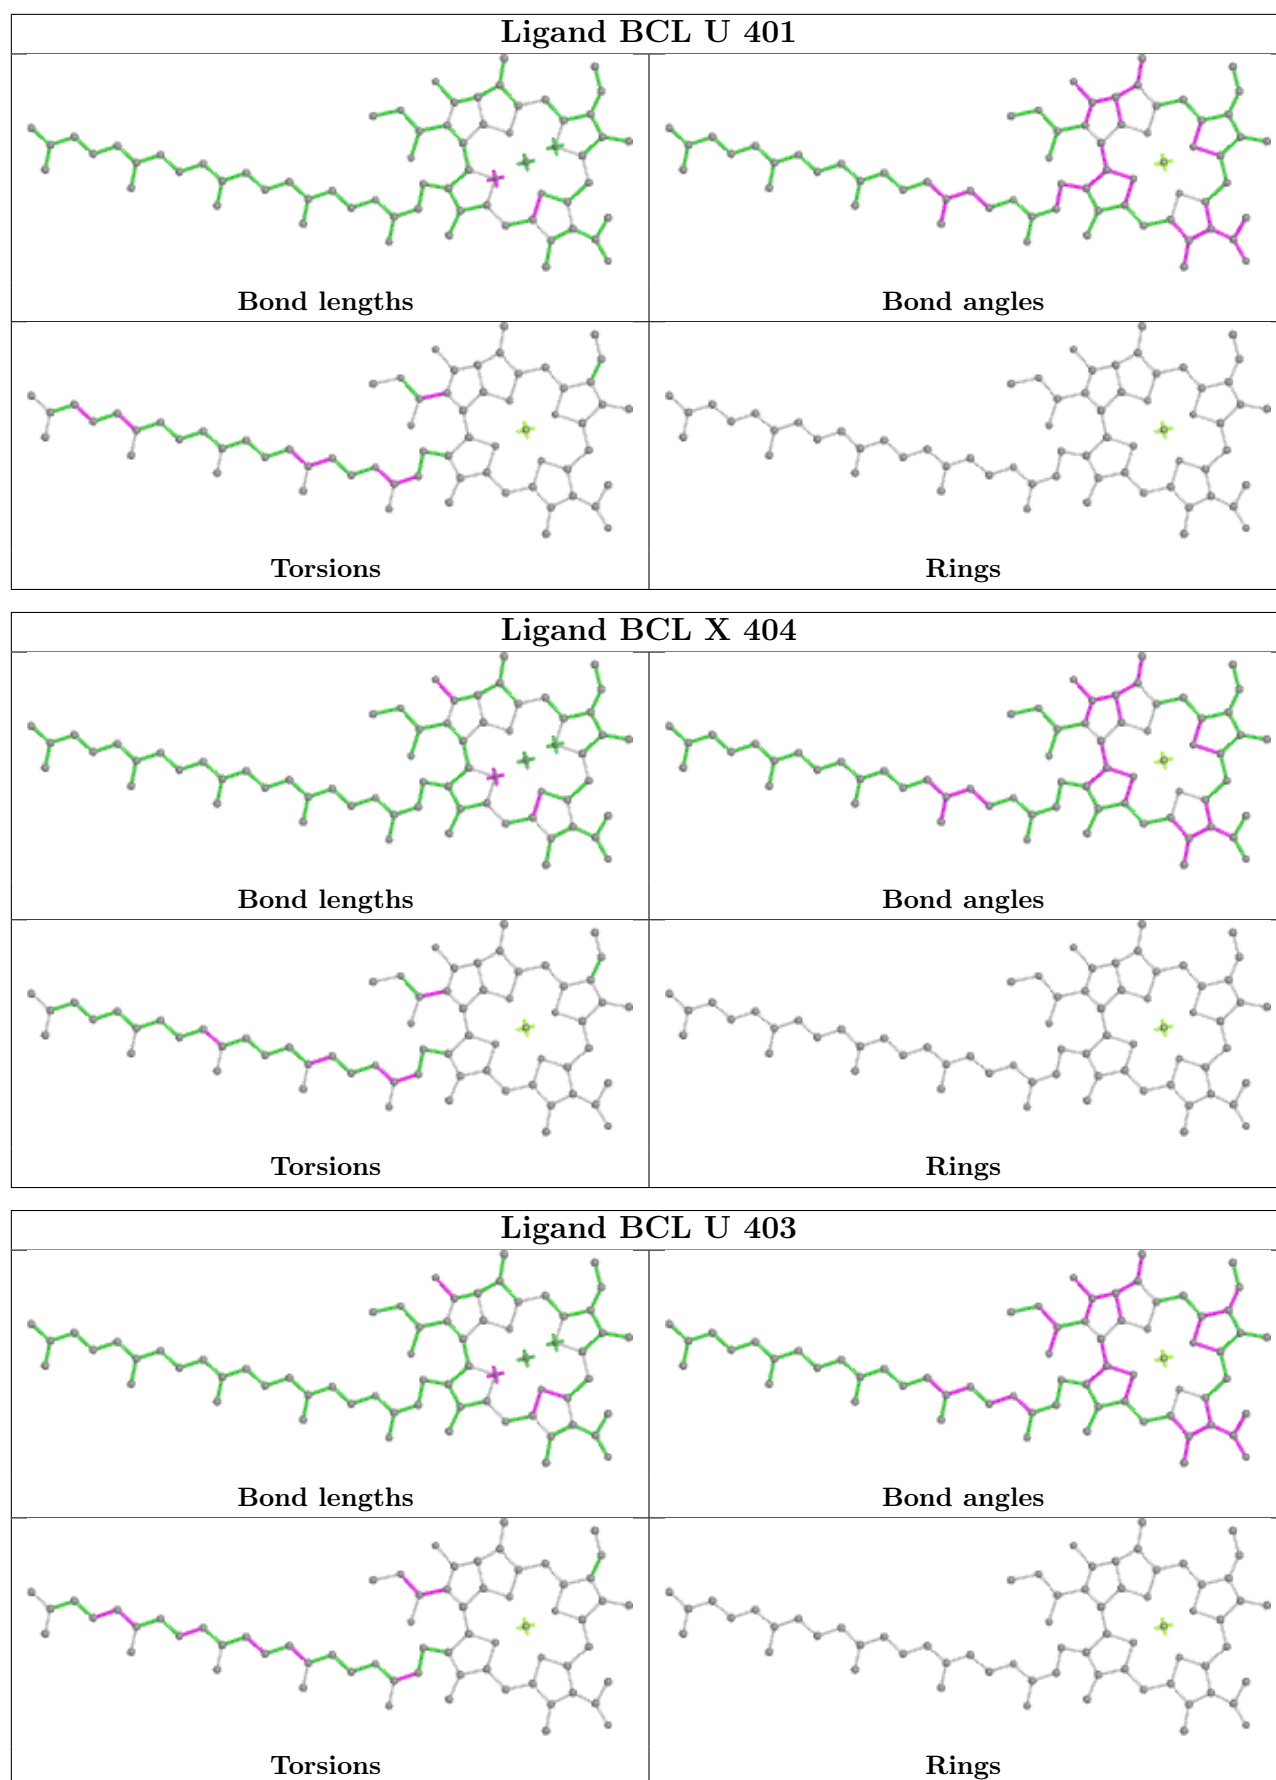 Ligand BCL U 401
Bond lengths
Bond angles
Torsions
Rings
Ligand BCL X 404
Bond lengths
Bond angles
Torsions
Rings
Ligand BCL U 403
Bond lengths
Bond angles
Torsions
Rings